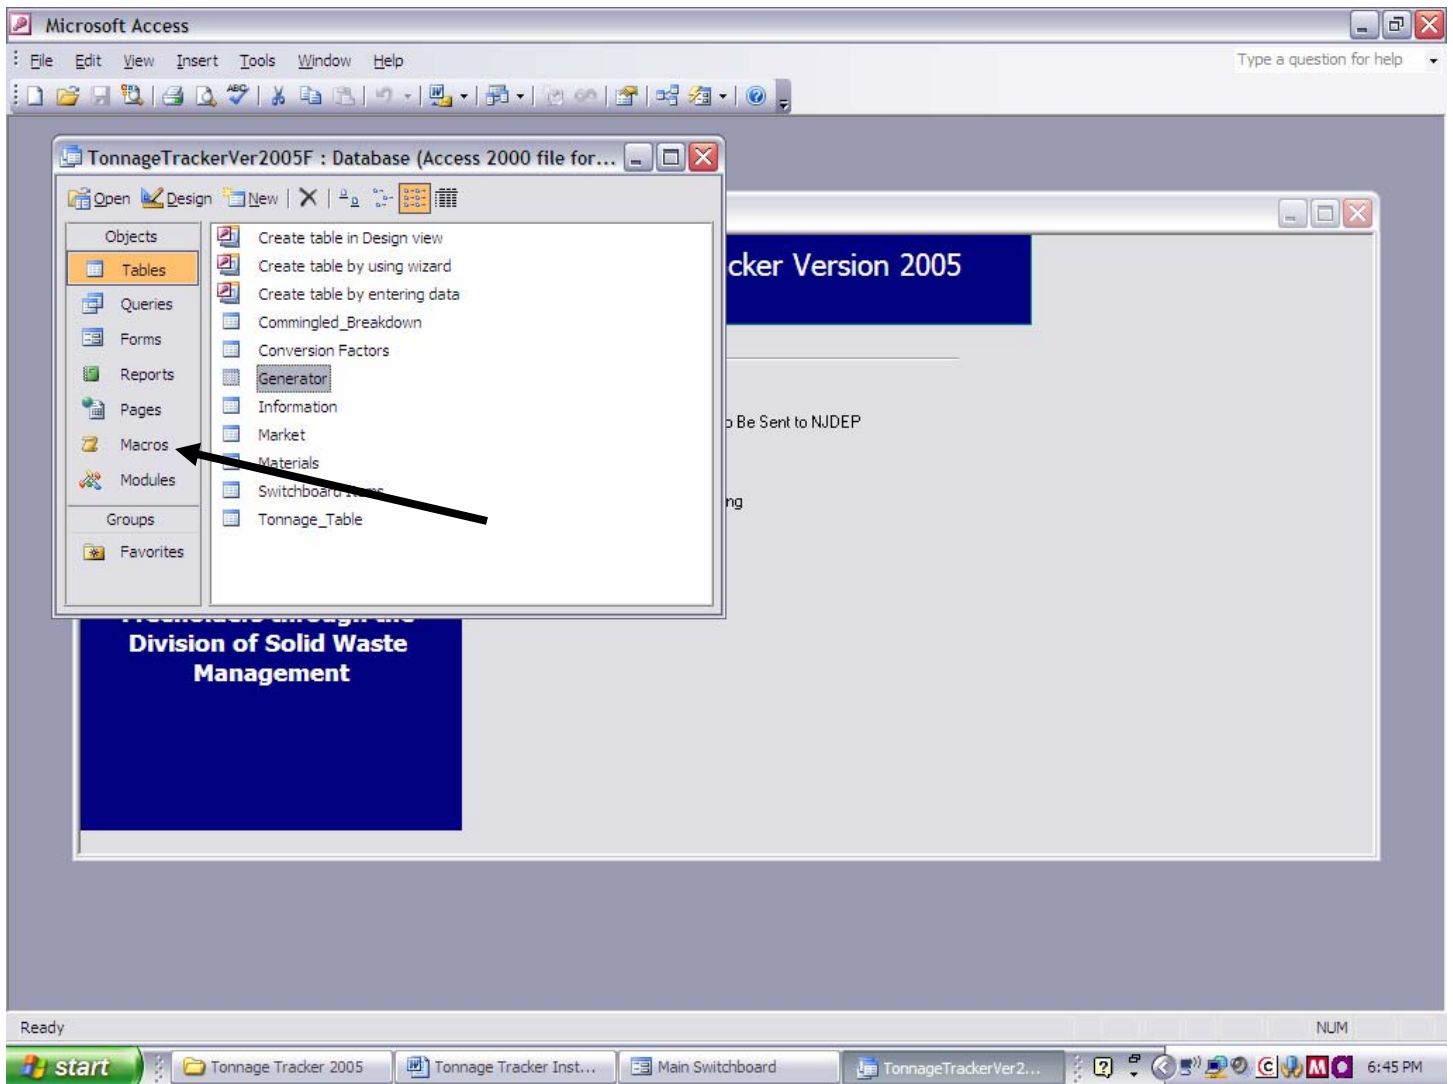 Microsoft Access
File Edit View Insert Tools Window Help
Type a question for help
TonnageTrackerVer2005F : Database (Access 2000 file for...
Open Design New
Objects
Tables
Queries
Forms
Reports
Pages
Macros
Modules
Groups
Favorites
Create table in Design view
Create table by using wizard
Create table by entering data
Commingled_Breakdown
Conversion Factors
Generator
Information
Market
Materials
Switchboard Items
Tonnage_Table
cker Version 2005
Be Sent to NJDEP
ng
Division of Solid Waste
Management
Ready
NUM
start
Tonnage Tracker 2005
Tonnage Tracker Inst...
Main Switchboard
TonnageTrackerVer2...
6:45 PM